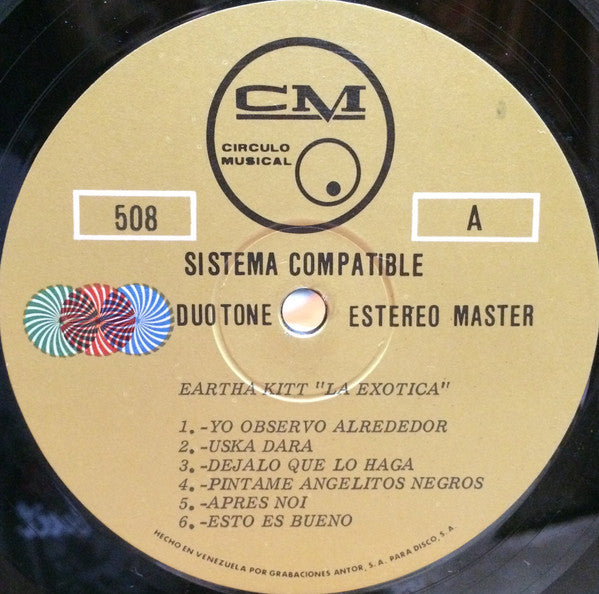 CM
CIRCULO
MUSICAL
508
A
SISTEMA COMPATIBLE
DUOTONE ESTEREO MASTER
EARTHA KITT "LA EXOTICA"
1.-YO OBSERVO ALREDEDOR
2.-USKA DARA
3.-DEJALO QUE LO HAGA
4.-PINTAME ANGELITOS NEGROS
5.-APRES NOI
6.-ESTO ES BUENO
HECHO EN VENEZUELA POR GRABACIONES ANTOR, S.A. PARA DISCO, S.A